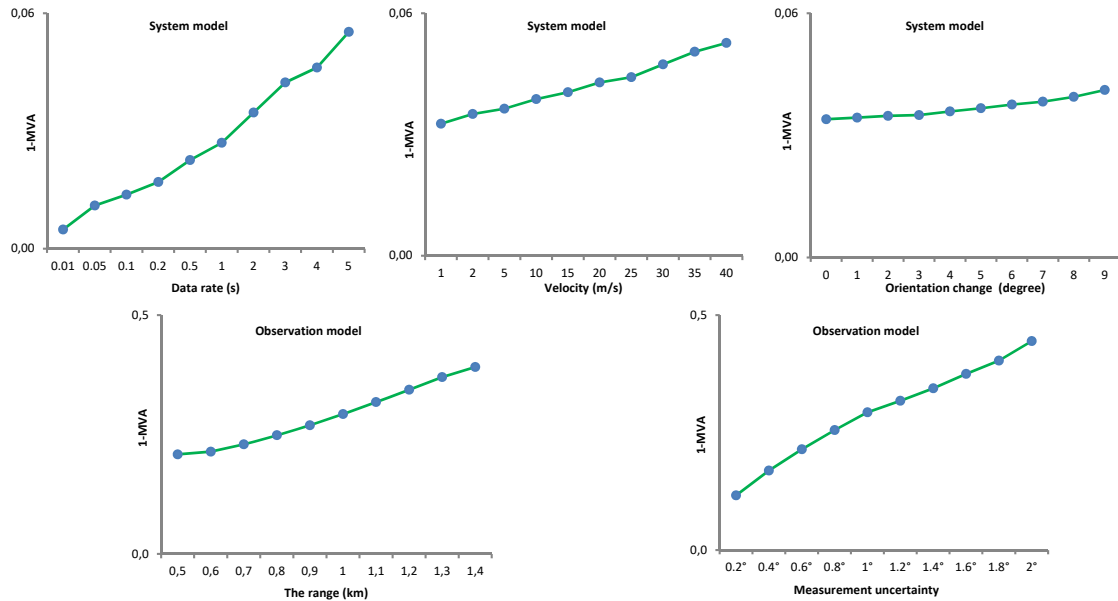 System model
0,06
1-MVA
0,00
0.01 0.05 0.1 0.2 0.5 1 2 3 4 5
Data rate (s)
System model
0,06
1-MVA
0,00
1 2 5 10 15 20 25 30 35 40
Velocity (m/s)
System model
0,06
1-MVA
0,00
0 1 2 3 4 5 6 7 8 9
Orientation change (degree)
Observation model
0,5
1-MVA
0,0
0,5 0,6 0,7 0,8 0,9 1 1,1 1,2 1,3 1,4
The range (km)
Observation model
0,5
1-MVA
0,0
0.2° 0.4° 0.6° 0.8° 1° 1.2° 1.4° 1.6° 1.8° 2°
Measurement uncertainty